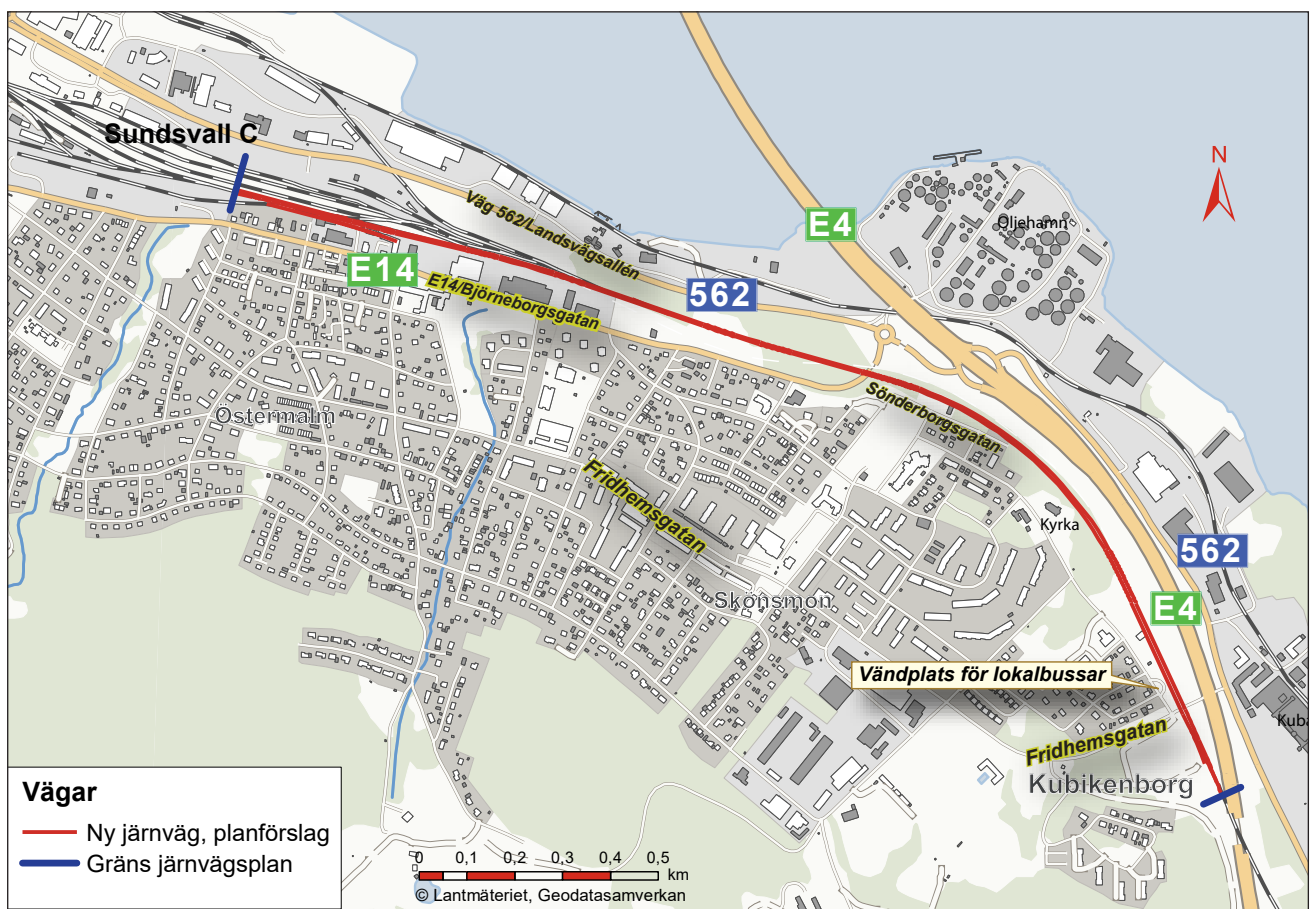 Sundsvall C
N
E4
Oljehamn
Väg 562/Landsvägsallén
E14
E14/Björneborgsgatan
562
Sönderborgsgatan
Östermalm
Fridhemsgatan
Kyrka
562
Skönsmon
E4
Vändplats för lokalbussar
Fridhemsgatan
Kuba
Kubikenborg
Vägar
Ny järnväg, planförslag
Gräns järnvägsplan
0 0,1 0,2 0,3 0,4 0,5
km
© Lantmäteriet, Geodatasamverkan